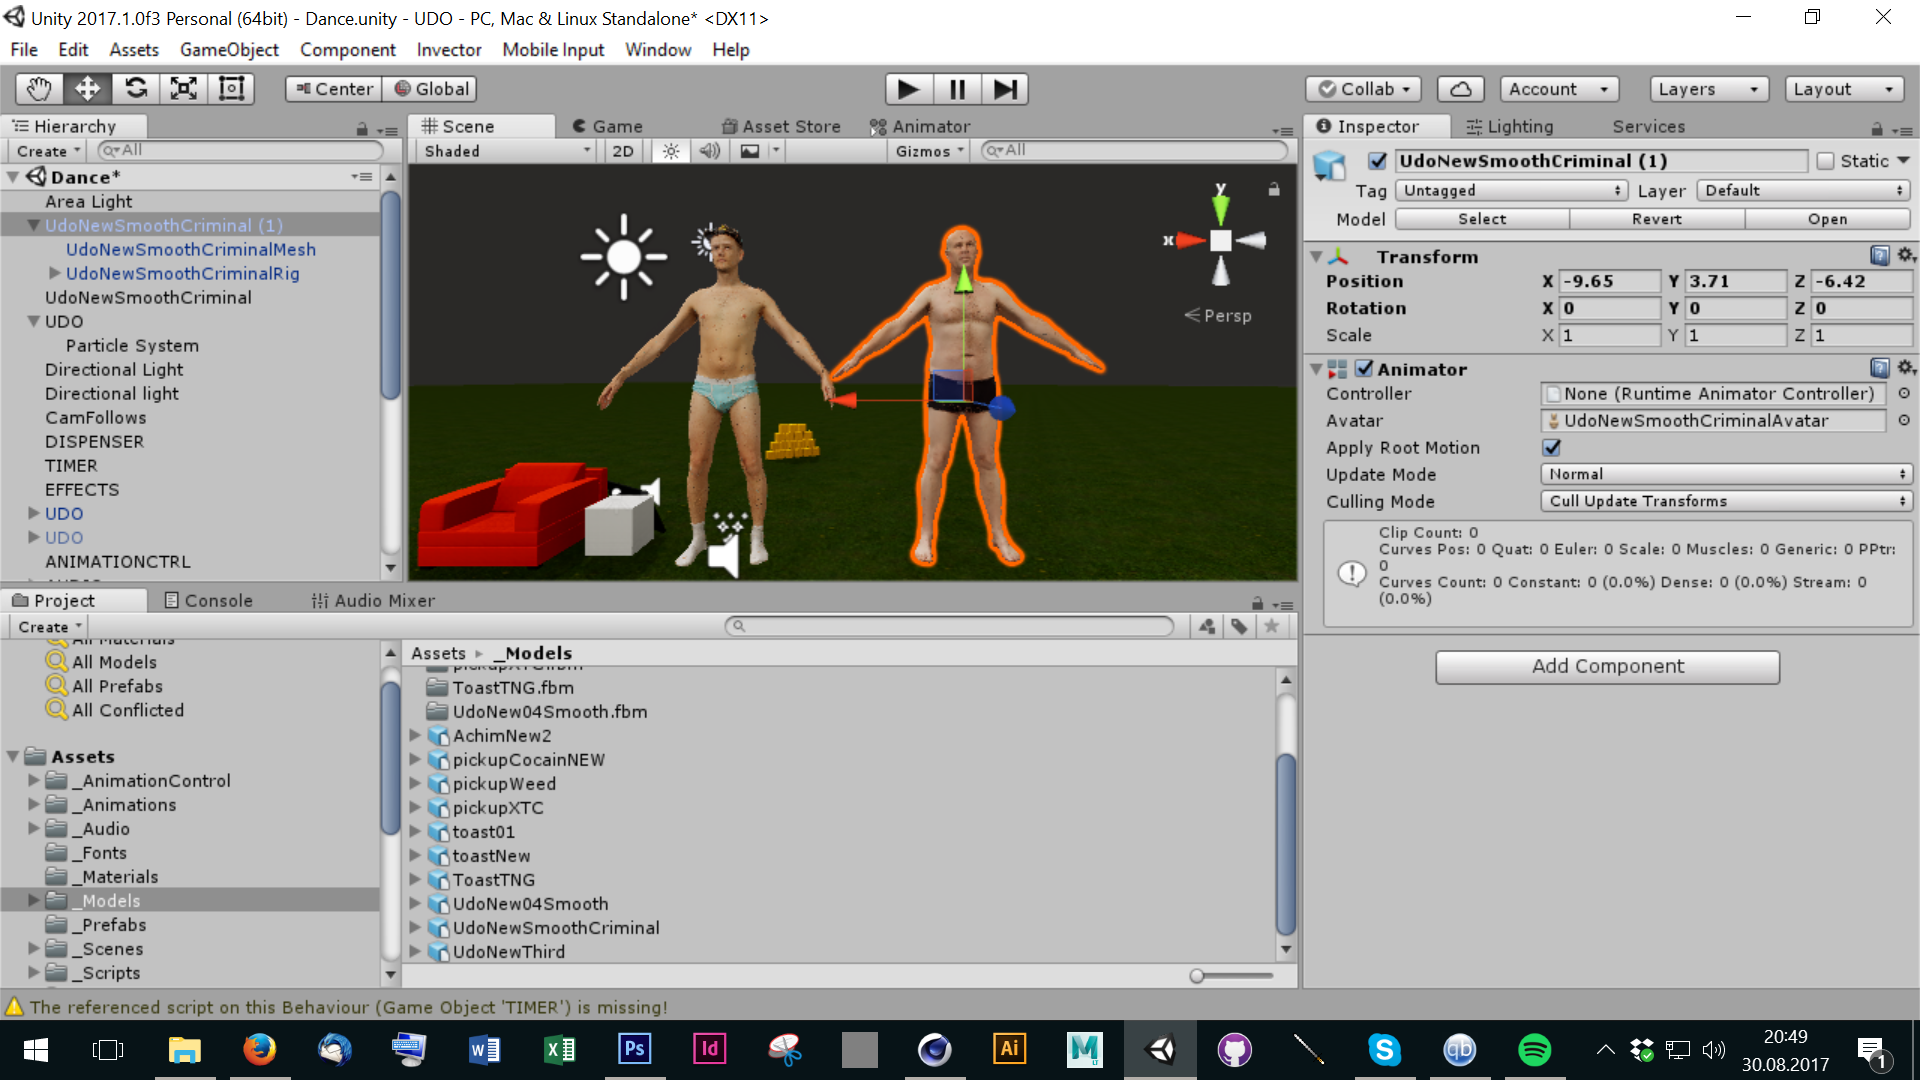 Unity 2017.1.0f3 Personal (64bit) - Dance.unity - UDO - PC, Mac & Linux Standalone* <DX11>
File Edit Assets GameObject Component Invector Mobile Input Window Help
Center Global Collab Account Layers Layout
Hierarchy
Create All
Dance*
Area Light
UdoNewSmoothCriminal (1)
UdoNewSmoothCriminalMesh
UdoNewSmoothCriminalRig
UdoNewSmoothCriminal
UDO
Particle System
Directional Light
Directional light
CamFollows
DISPENSER
TIMER
EFFECTS
UDO
UDO
ANIMATIONCTRL
Scene Game Asset Store Animator
Shaded 2D Gizmos All
y
x
Persp
Inspector Lighting Services
UdoNewSmoothCriminal (1) Static
Tag Untagged Layer Default
Model Select Revert Open
Transform
Position X -9.65 Y 3.71 Z -6.42
Rotation X 0 Y 0 Z 0
Scale X 1 Y 1 Z 1
Animator
Controller None (Runtime Animator Controller)
Avatar UdoNewSmoothCriminalAvatar
Apply Root Motion
Update Mode Normal
Culling Mode Cull Update Transforms
Clip Count: 0
Curves Pos: 0 Quat: 0 Euler: 0 Scale: 0 Muscles: 0 Generic: 0 PPtr:
0
Curves Count: 0 Constant: 0 (0.0%) Dense: 0 (0.0%) Stream: 0
(0.0%)
Add Component
Project Console Audio Mixer
Create
All Materials
All Models
All Prefabs
All Conflicted
Assets
_AnimationControl
_Animations
_Audio
_Fonts
_Materials
_Models
_Prefabs
_Scenes
_Scripts
Assets _Models
pickupXTC.fbm
ToastTNG.fbm
UdoNew04Smooth.fbm
AchimNew2
pickupCocainNEW
pickupWeed
pickupXTC
toast01
toastNew
ToastTNG
UdoNew04Smooth
UdoNewSmoothCriminal
UdoNewThird
The referenced script on this Behaviour (Game Object 'TIMER') is missing!
Ps Id Ai M S qb
20:49
30.08.2017
1